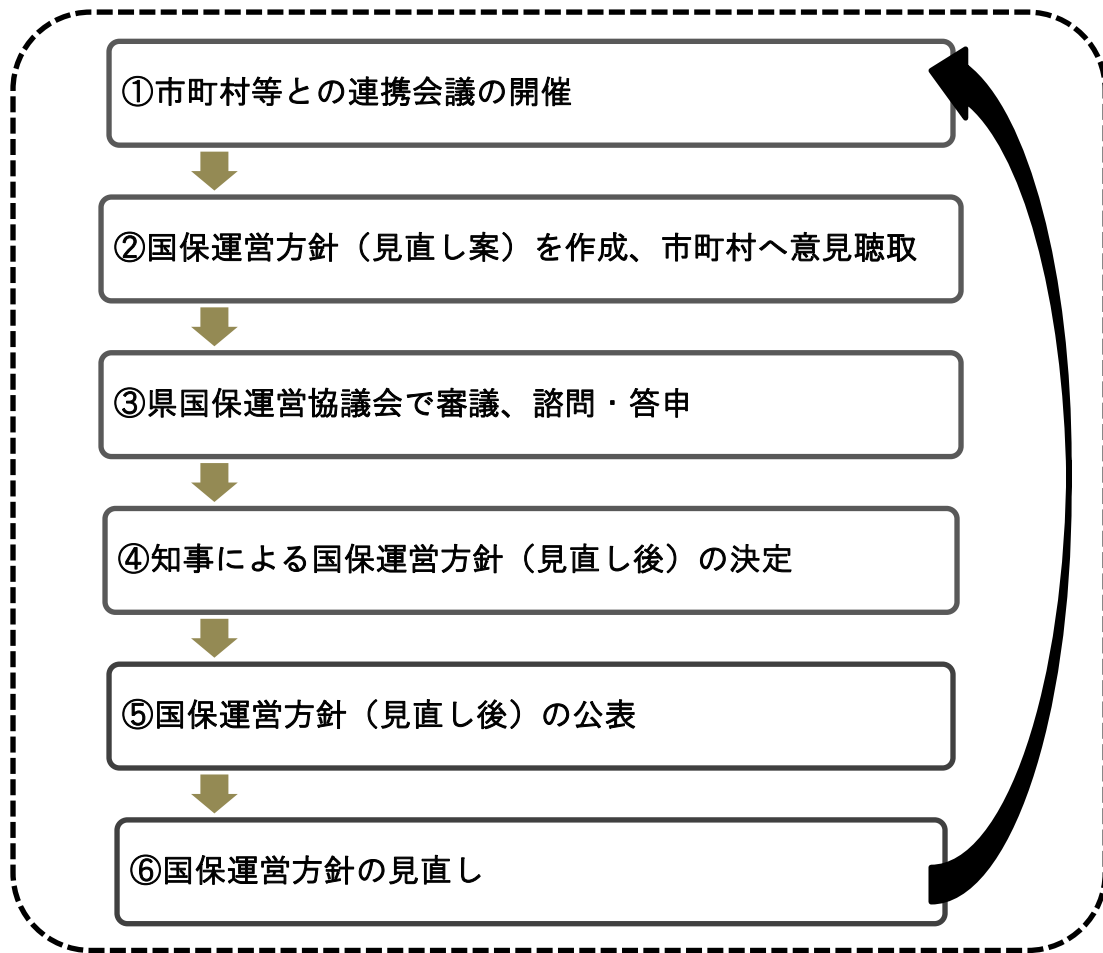 ①市町村等との連携会議の開催
②国保運営方針（見直し案）を作成、市町村へ意見聴取
③県国保運営協議会で審議、諮問・答申
④知事による国保運営方針（見直し後）の決定
⑤国保運営方針（見直し後）の公表
⑥国保運営方針の見直し